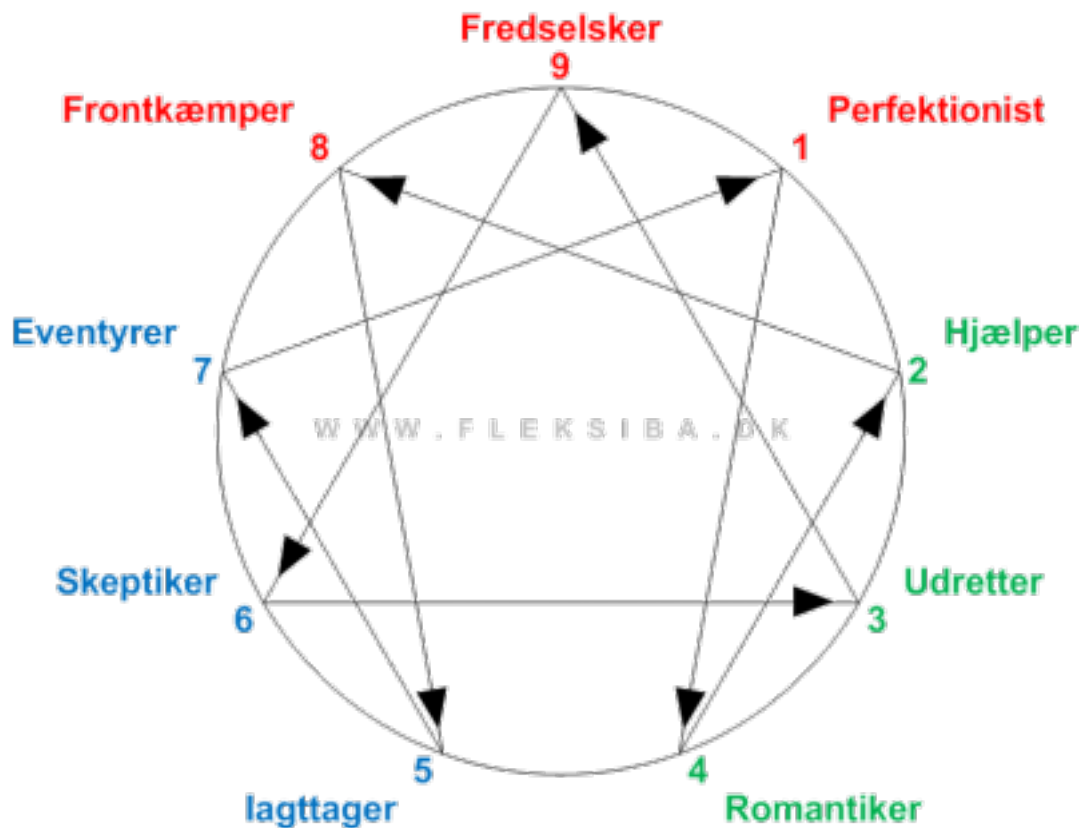 Fredselsker
9
Frontkæmper
8
Perfektionist
1
Eventyrer
7
Hjælper
2
WWW.FLEKSIBA.DK
Skeptiker
6
Udretter
3
5
Iagttager
4
Romantiker